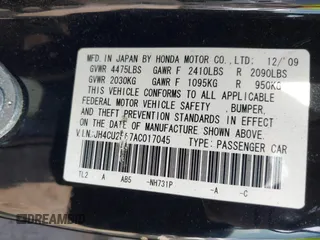 MFD. IN JAPAN BY HONDA MOTOR CO.,LTD. 12/09
GVWR 4475LBS GAWR F 2410LBS R 2090LBS
GVWR 2030KG GAWR F 1095KG R 950KG
THIS VEHICLE CONFORMS TO ALL APPLICABLE
FEDERAL MOTOR VEHICLE SAFETY, BUMPER,
AND THEFT PREVENTION STANDARDS IN EFFECT
ON THE DATE OF MANUFACTURE SHOWN ABOVE.
V.I.N.:JH4CU2F67AC017045 TYPE: PASSENGER CAR
TL2 A AB5 -NH731P -A -C
DREAMBID